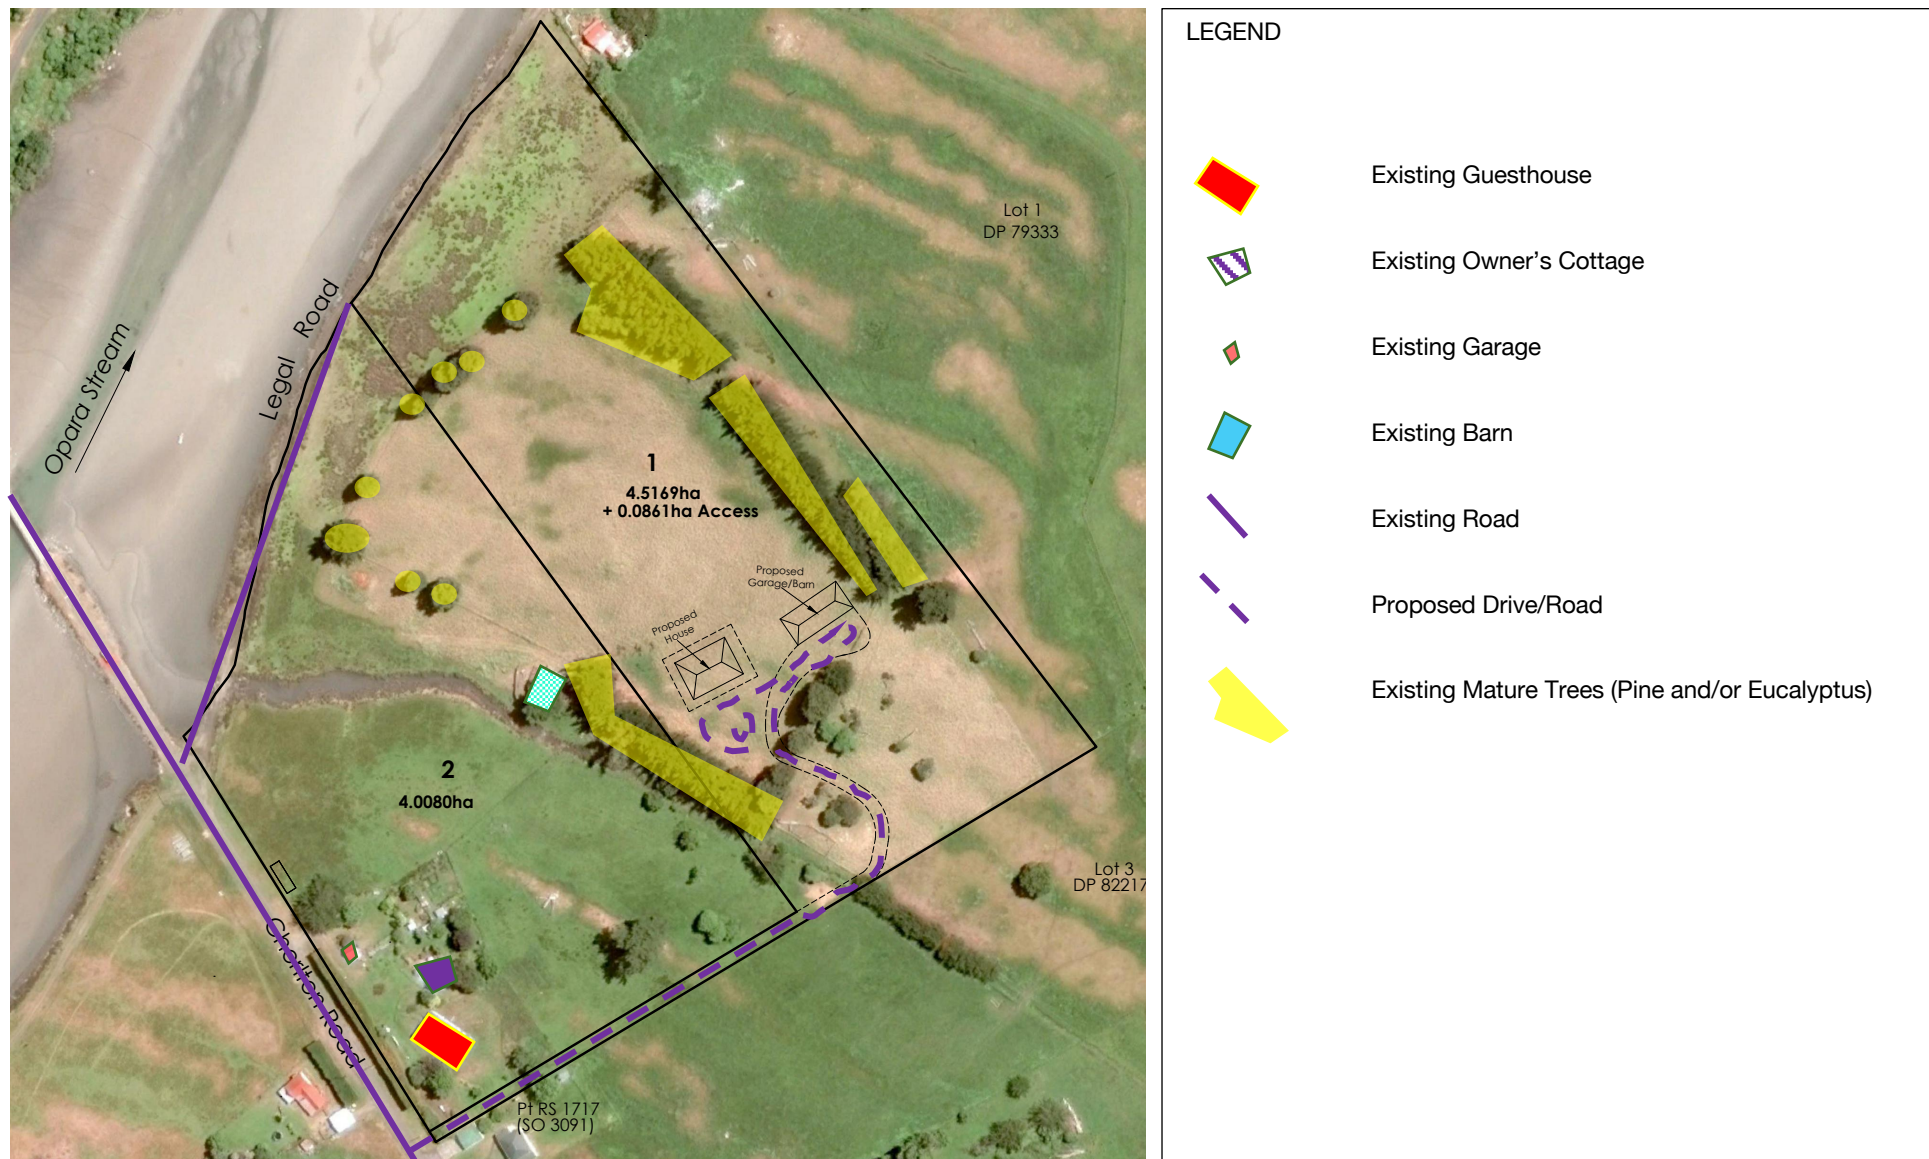 LEGEND
Existing Guesthouse
Existing Owner's Cottage
Existing Garage
Existing Barn
Existing Road
Proposed Drive/Road
Existing Mature Trees (Pine and/or Eucalyptus)
Lot 1
DP 79333
Legal Road
Opara Stream
1
4.5169ha
+ 0.0861ha Access
Proposed
Garage/Barn
Proposed
House
2
4.0080ha
Lot 3
DP 82217
Chorlton Road
Pt RS 1717
(SO 3091)